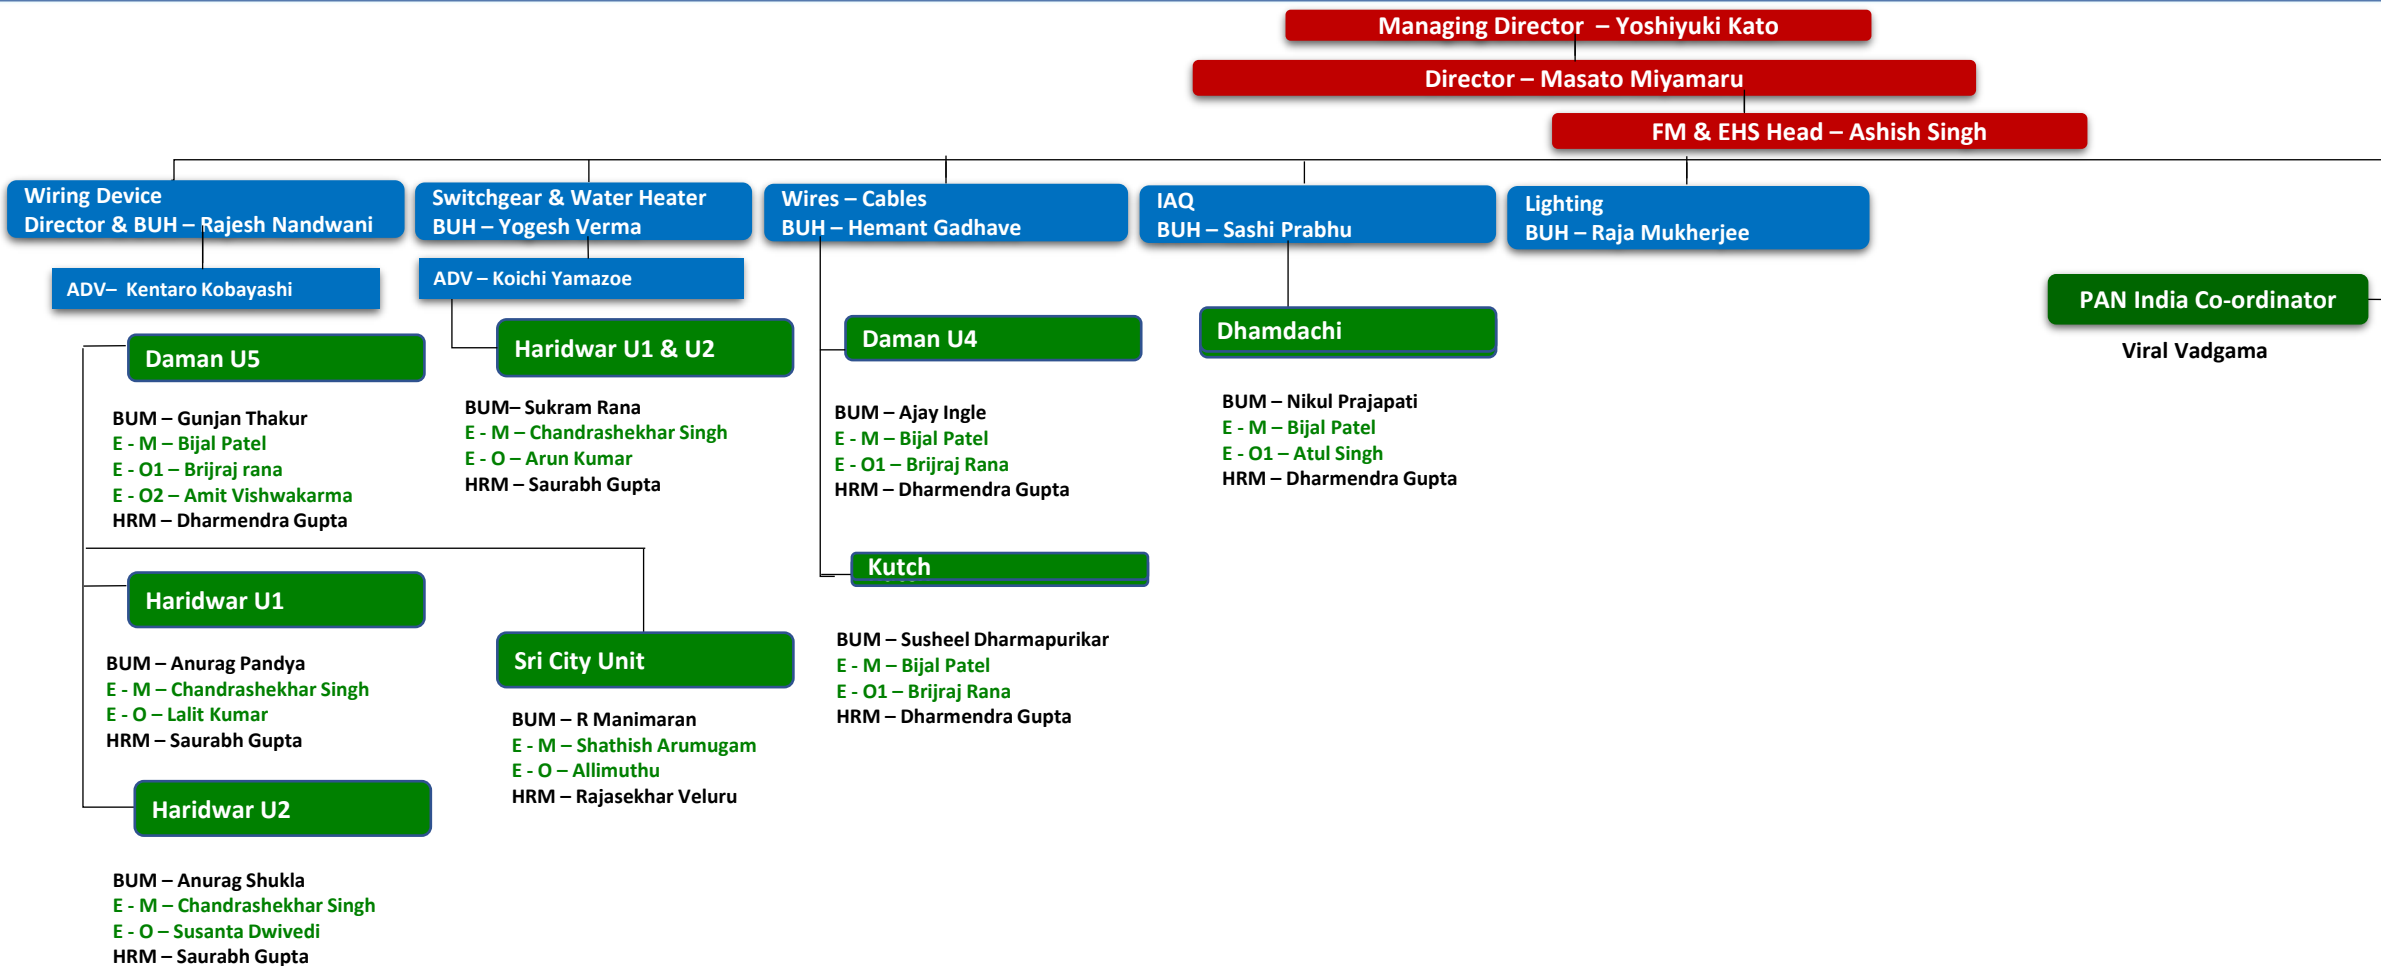 Managing Director – Yoshiyuki Kato
Director – Masato Miyamaru
FM & EHS Head – Ashish Singh
Wiring Device
Director & BUH – Rajesh Nandwani
ADV– Kentaro Kobayashi
Switchgear & Water Heater
BUH – Yogesh Verma
ADV – Koichi Yamazoe
Wires – Cables
BUH – Hemant Gadhave
IAQ
BUH – Sashi Prabhu
Lighting
BUH – Raja Mukherjee
PAN India Co-ordinator
Viral Vadgama
Daman U5
BUM – Gunjan Thakur
E - M – Bijal Patel
E - O1 – Brijraj rana
E - O2 – Amit Vishwakarma
HRM – Dharmendra Gupta
Haridwar U1 & U2
BUM– Sukram Rana
E - M – Chandrashekhar Singh
E - O – Arun Kumar
HRM – Saurabh Gupta
Daman U4
BUM – Ajay Ingle
E - M – Bijal Patel
E - O1 – Brijraj Rana
HRM – Dharmendra Gupta
Dhamdachi
BUM – Nikul Prajapati
E - M – Bijal Patel
E - O1 – Atul Singh
HRM – Dharmendra Gupta
Haridwar U1
BUM – Anurag Pandya
E - M – Chandrashekhar Singh
E - O – Lalit Kumar
HRM – Saurabh Gupta
Sri City Unit
BUM – R Manimaran
E - M – Shathish Arumugam
E - O – Allimuthu
HRM – Rajasekhar Veluru
Kutch
BUM – Susheel Dharmapurikar
E - M – Bijal Patel
E - O1 – Brijraj Rana
HRM – Dharmendra Gupta
Haridwar U2
BUM – Anurag Shukla
E - M – Chandrashekhar Singh
E - O – Susanta Dwivedi
HRM – Saurabh Gupta